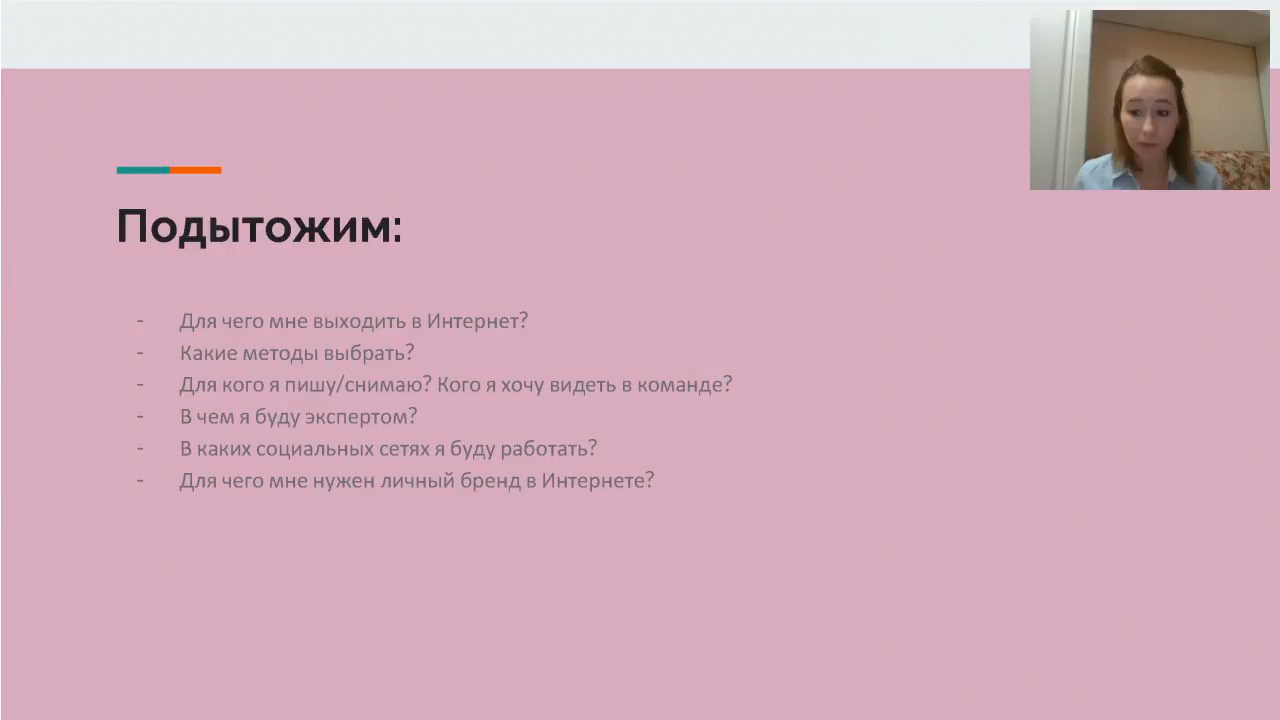 Подытожим:
- Для чего мне выходить в Интернет?
- Какие методы выбрать?
- Для кого я пишу/снимаю? Кого я хочу видеть в команде?
- В чем я буду экспертом?
- В каких социальных сетях я буду работать?
- Для чего мне нужен личный бренд в Интернете?